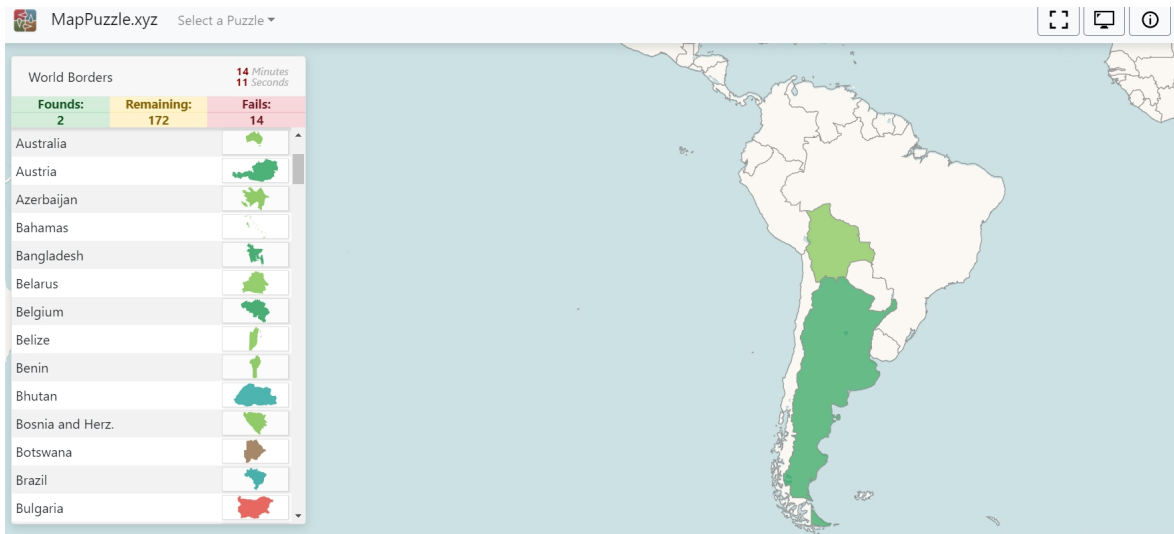 MapPuzzle.xyz Select a Puzzle
World Borders
14 Minutes
11 Seconds
Founds: Remaining: Fails:
2 172 14
Australia
Austria
Azerbaijan
Bahamas
Bangladesh
Belarus
Belgium
Belize
Benin
Bhutan
Bosnia and Herz.
Botswana
Brazil
Bulgaria